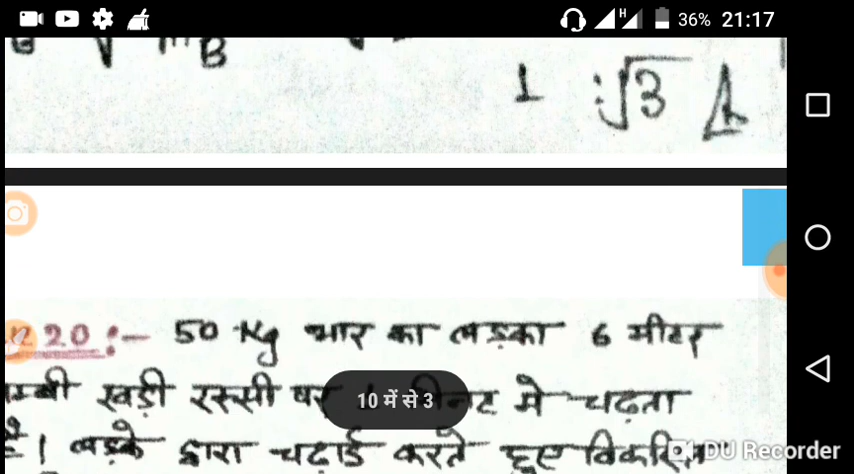 36% 21:17
B
1 : √3
20:- 50 Kg भार का लड़का 6 मीटर
लम्बी खड़ी रस्सी पर मे चढ़ता
10 में से 3
है। लड़के द्वारा चढ़ाई करते हुए विकसित
DU Recorder